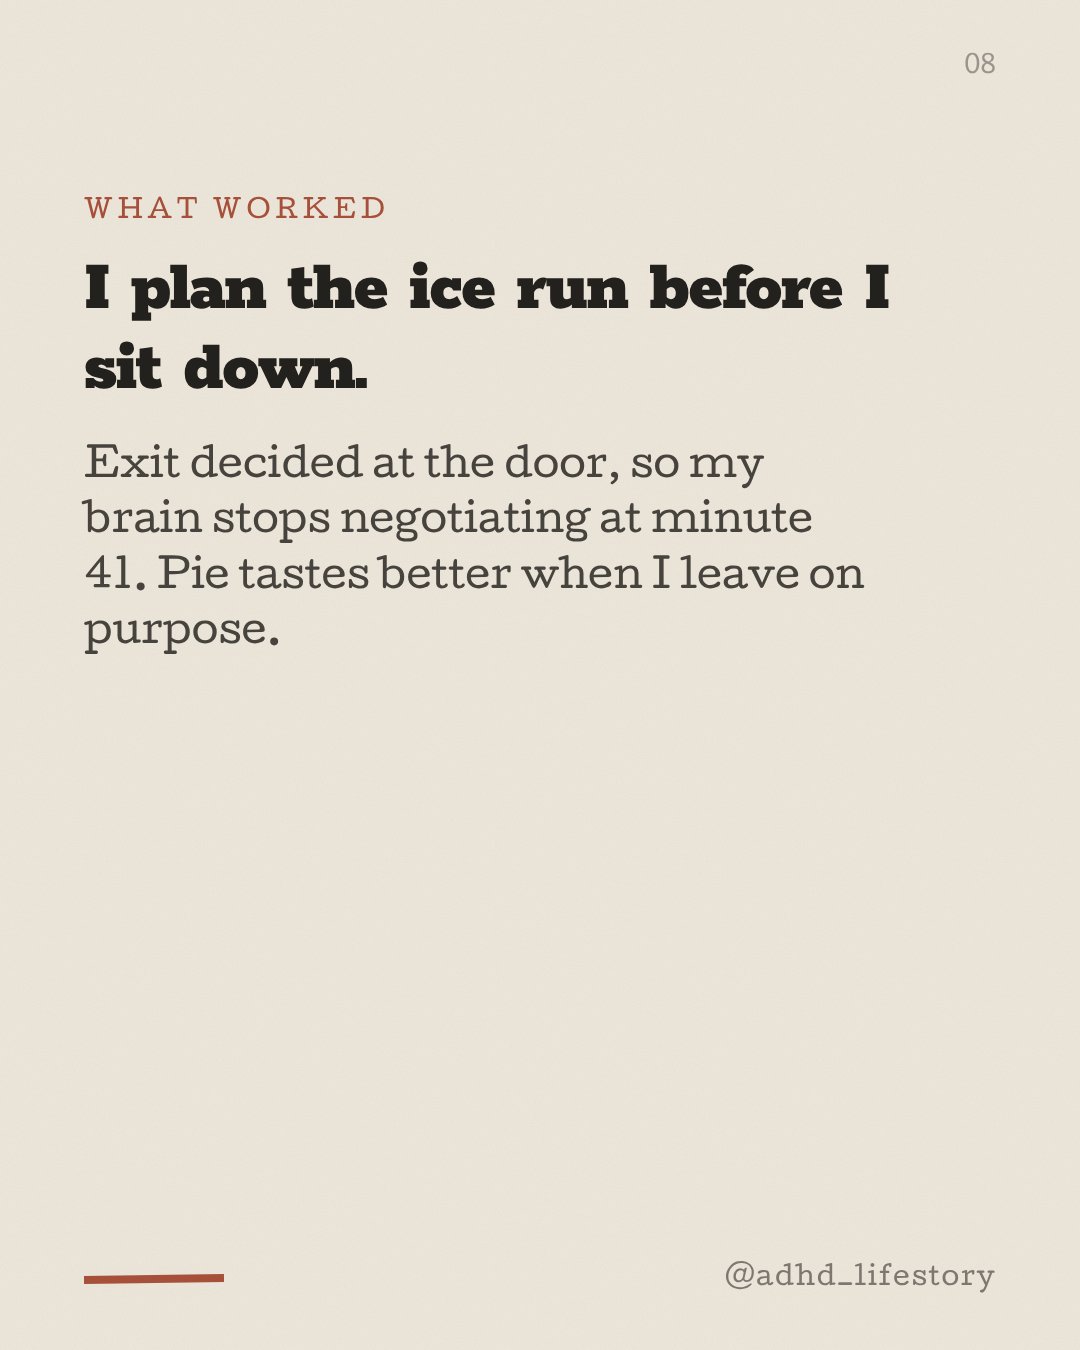 08
WHAT WORKED
I plan the ice run before I
sit down.
Exit decided at the door, so my
brain stops negotiating at minute
41. Pie tastes better when I leave on
purpose.
@adhd_lifestory